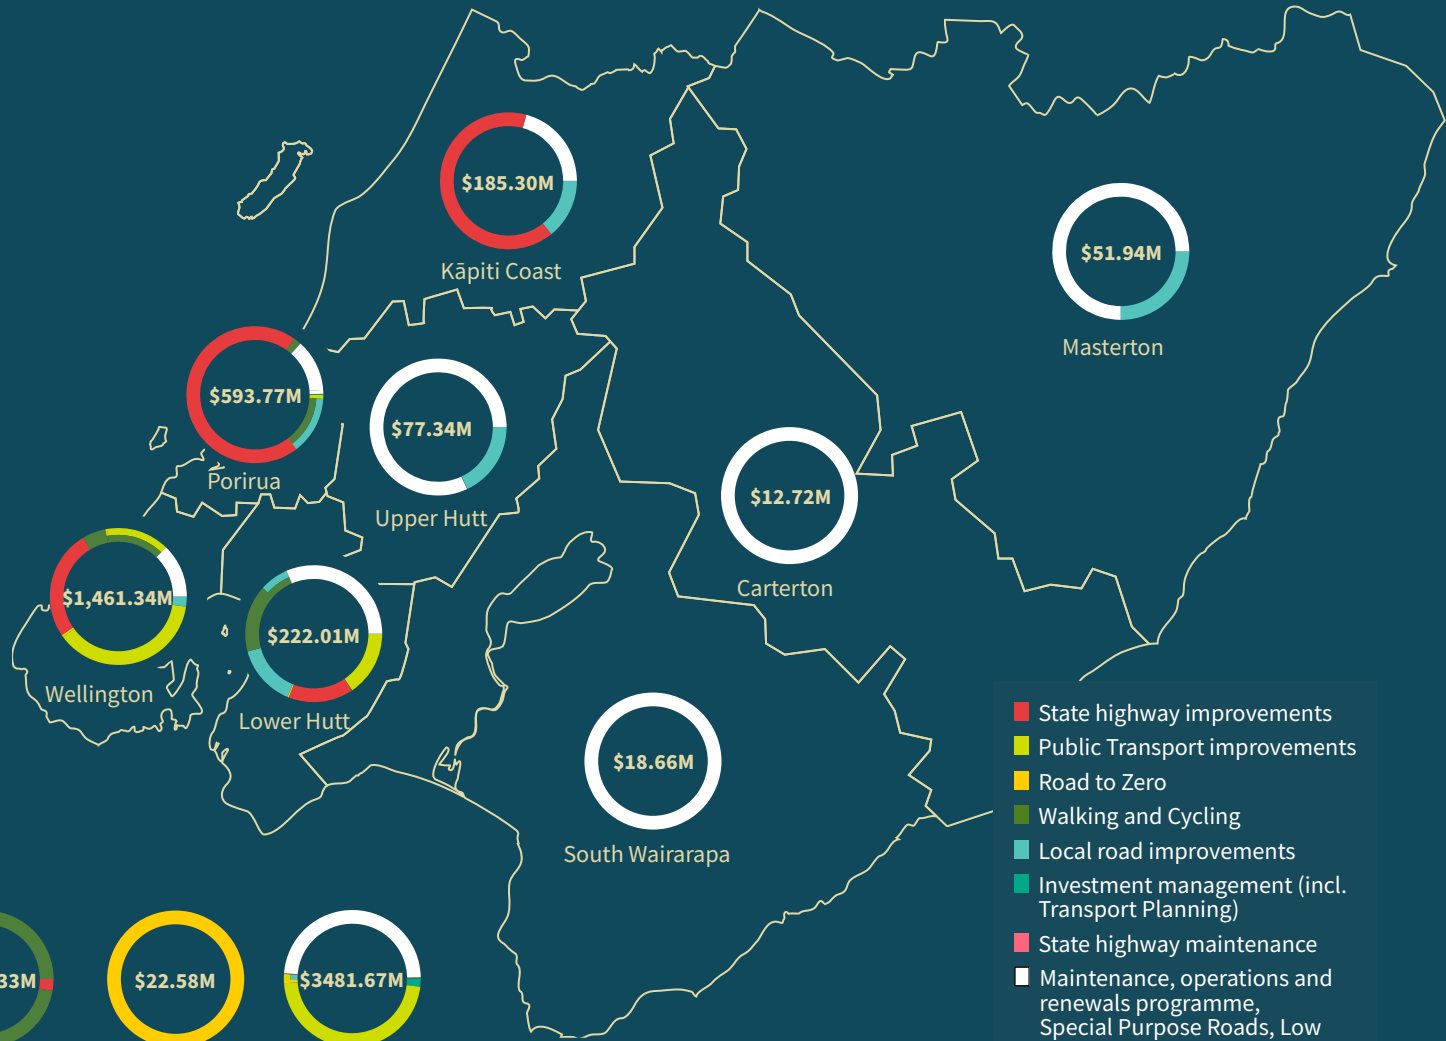 $185.30M
Kāpiti Coast
$51.94M
Masterton
$593.77M
Porirua
$77.34M
Upper Hutt
$12.72M
Carterton
$1,461.34M
Wellington
$222.01M
Lower Hutt
$18.66M
South Wairarapa
33M
$22.58M
$3481.67M
State highway improvements
Public Transport improvements
Road to Zero
Walking and Cycling
Local road improvements
Investment management (incl.
Transport Planning)
State highway maintenance
Maintenance, operations and
renewals programme,
Special Purpose Roads, Low